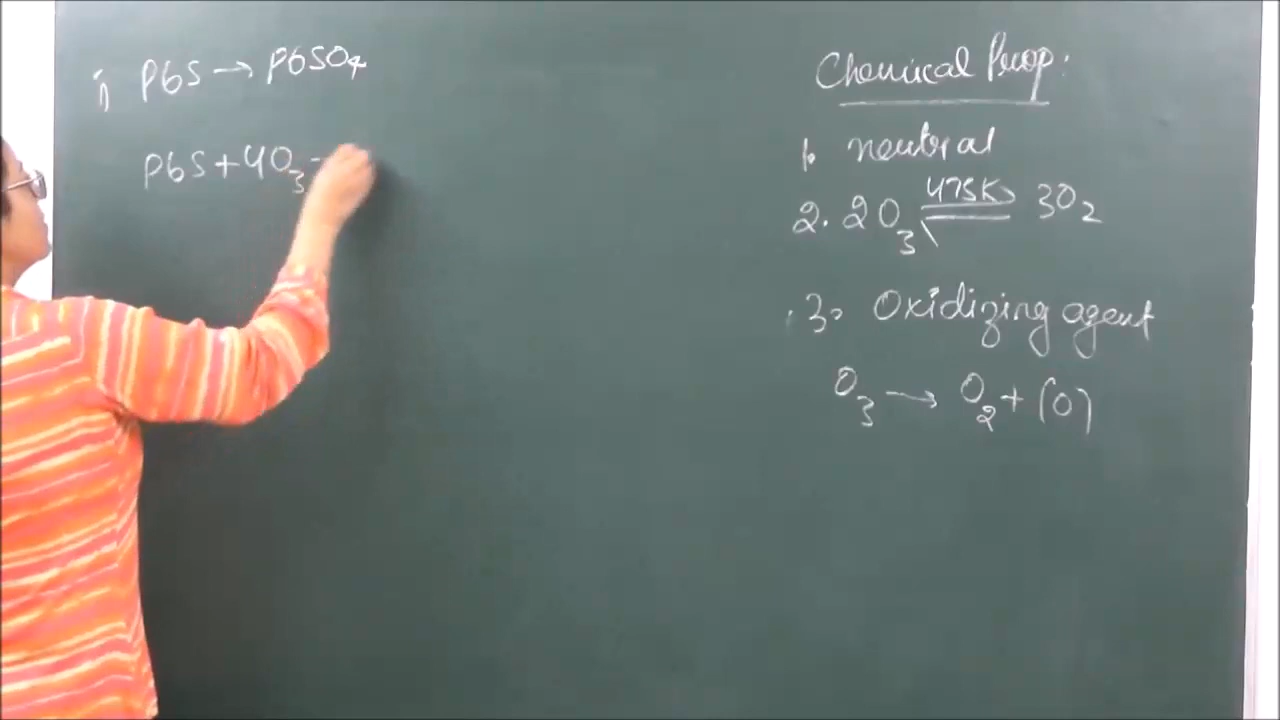 i) PbS → PbSO₄
PbS + 4O₃ -
Chemical Prop:
1. neutral
2. 2O₃ ⇌ 475K 3O₂
3. Oxidizing agent
O₃ → O₂ + (O)